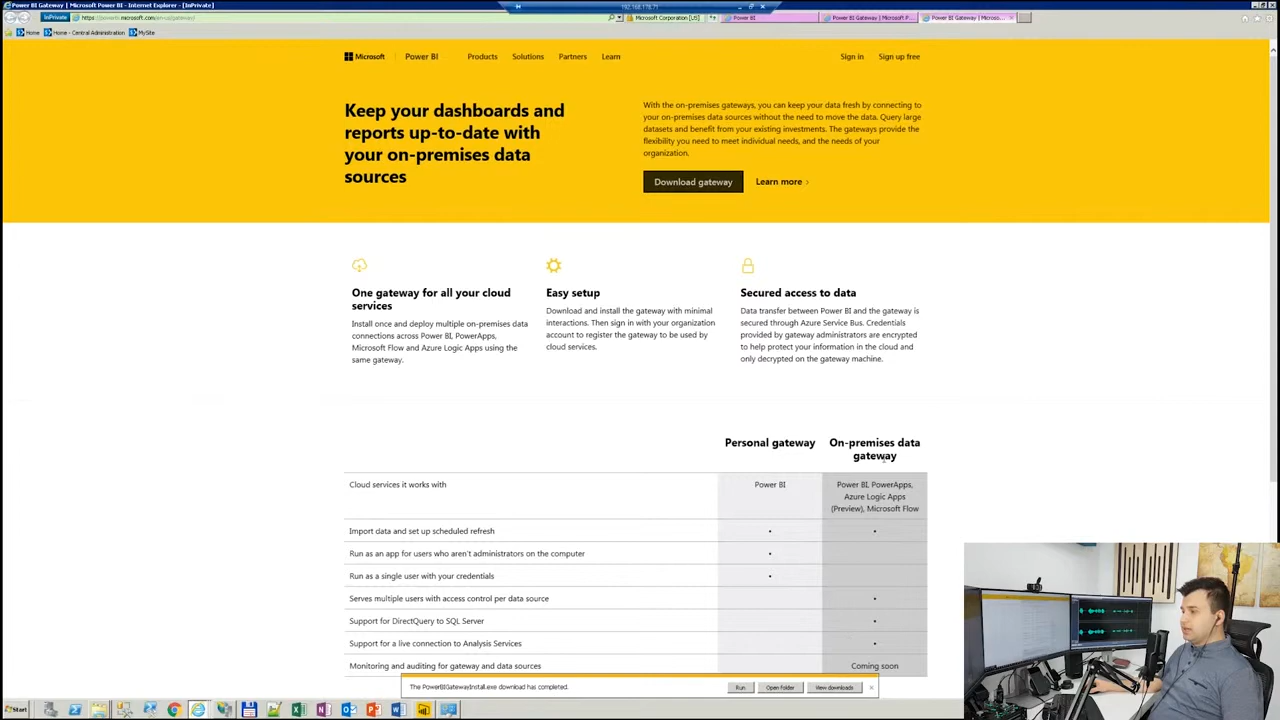 Power BI Gateway | Microsoft Power BI - Internet Explorer - [InPrivate]
192.168.178.71
InPrivate
Microsoft Corporation [US]
Power BI
Power BI Gateway | Microsoft P...
Power BI Gateway | Microso...
Home
Home - Central Administration
MySite
Microsoft
Power BI
Products
Solutions
Partners
Learn
Sign in
Sign up free
Keep your dashboards and
reports up-to-date with
your on-premises data
sources
With the on-premises gateways, you can keep your data fresh by connecting to
your on-premises data sources without the need to move the data. Query large
datasets and benefit from your existing investments. The gateways provide the
flexibility you need to meet individual needs, and the needs of your
organization.
Download gateway
Learn more
One gateway for all your cloud
services
Install once and deploy multiple on-premises data
connections across Power BI, PowerApps,
Microsoft Flow and Azure Logic Apps using the
same gateway.
Easy setup
Download and install the gateway with minimal
interactions. Then sign in with your organization
account to register the gateway to be used by
cloud services.
Secured access to data
Data transfer between Power BI and the gateway is
secured through Azure Service Bus. Credentials
provided by gateway administrators are encrypted
to help protect your information in the cloud and
only decrypted on the gateway machine.
Personal gateway
On-premises data
gateway
Cloud services it works with
Power BI
Power BI, PowerApps,
Azure Logic Apps
(Preview), Microsoft Flow
Import data and set up scheduled refresh
Run as an app for users who aren't administrators on the computer
Run as a single user with your credentials
Serves multiple users with access control per data source
Support for DirectQuery to SQL Server
Support for a live connection to Analysis Services
Monitoring and auditing for gateway and data sources
Coming soon
The PowerBIGatewayInstall.exe download has completed.
Run
Open Folder
View downloads
Start